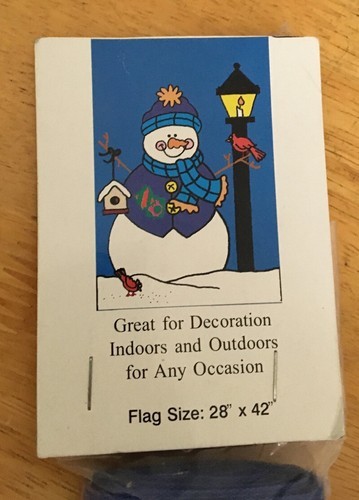 Great for Decoration
Indoors and Outdoors
for Any Occasion
Flag Size: 28" x 42"